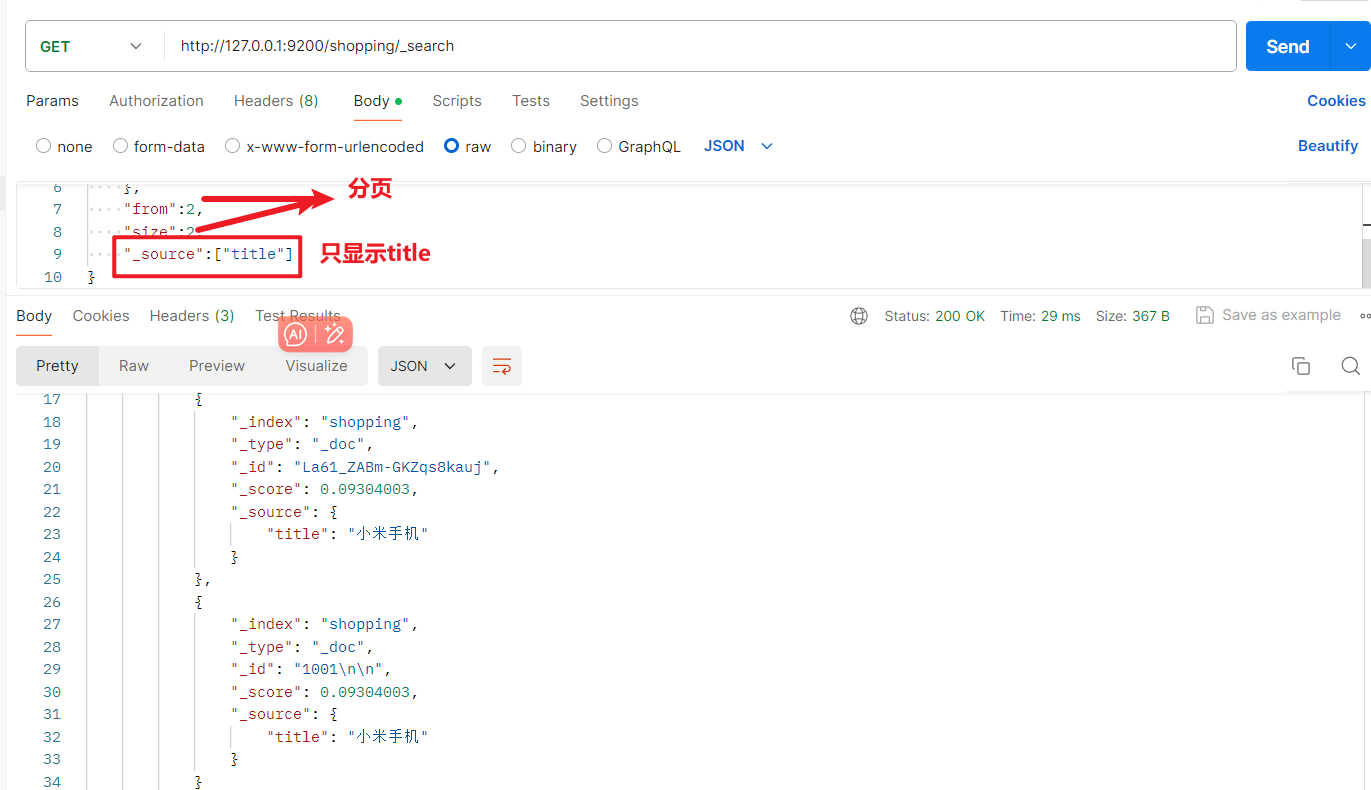 GET http://127.0.0.1:9200/shopping/_search Send
Params Authorization Headers (8) Body Scripts Tests Settings Cookies
none form-data x-www-form-urlencoded raw binary GraphQL JSON Beautify
6 },
分页
7 "from":2,
8 "size":2,
9 "_source":["title"] 只显示title
10 }
Body Cookies Headers (3) Test Results Status: 200 OK Time: 29 ms Size: 367 B Save as example
AI
Pretty Raw Preview Visualize JSON
17 {
18 "_index": "shopping",
19 "_type": "_doc",
20 "_id": "La61_ZABm-GKZqs8kauj",
21 "_score": 0.09304003,
22 "_source": {
23 "title": "小米手机"
24 }
25 },
26 {
27 "_index": "shopping",
28 "_type": "_doc",
29 "_id": "1001\n\n",
30 "_score": 0.09304003,
31 "_source": {
32 "title": "小米手机"
33 }
34 }